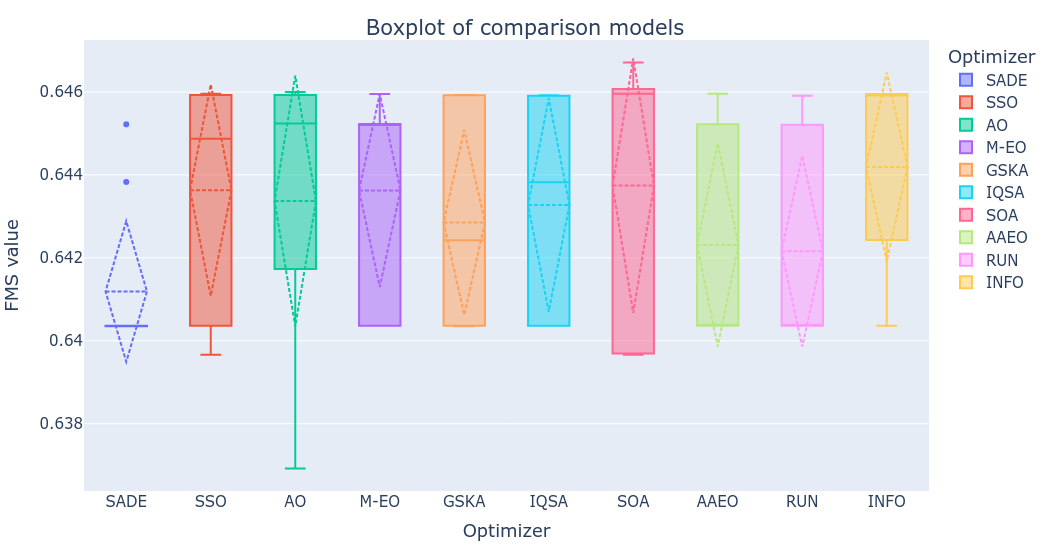 Boxplot of comparison models
FMS value
0.646
0.644
0.642
0.64
0.638
SADE
SSO
AO
M-EO
GSKA
IQSA
SOA
AAEO
RUN
INFO
Optimizer
Optimizer
SADE
SSO
AO
M-EO
GSKA
IQSA
SOA
AAEO
RUN
INFO